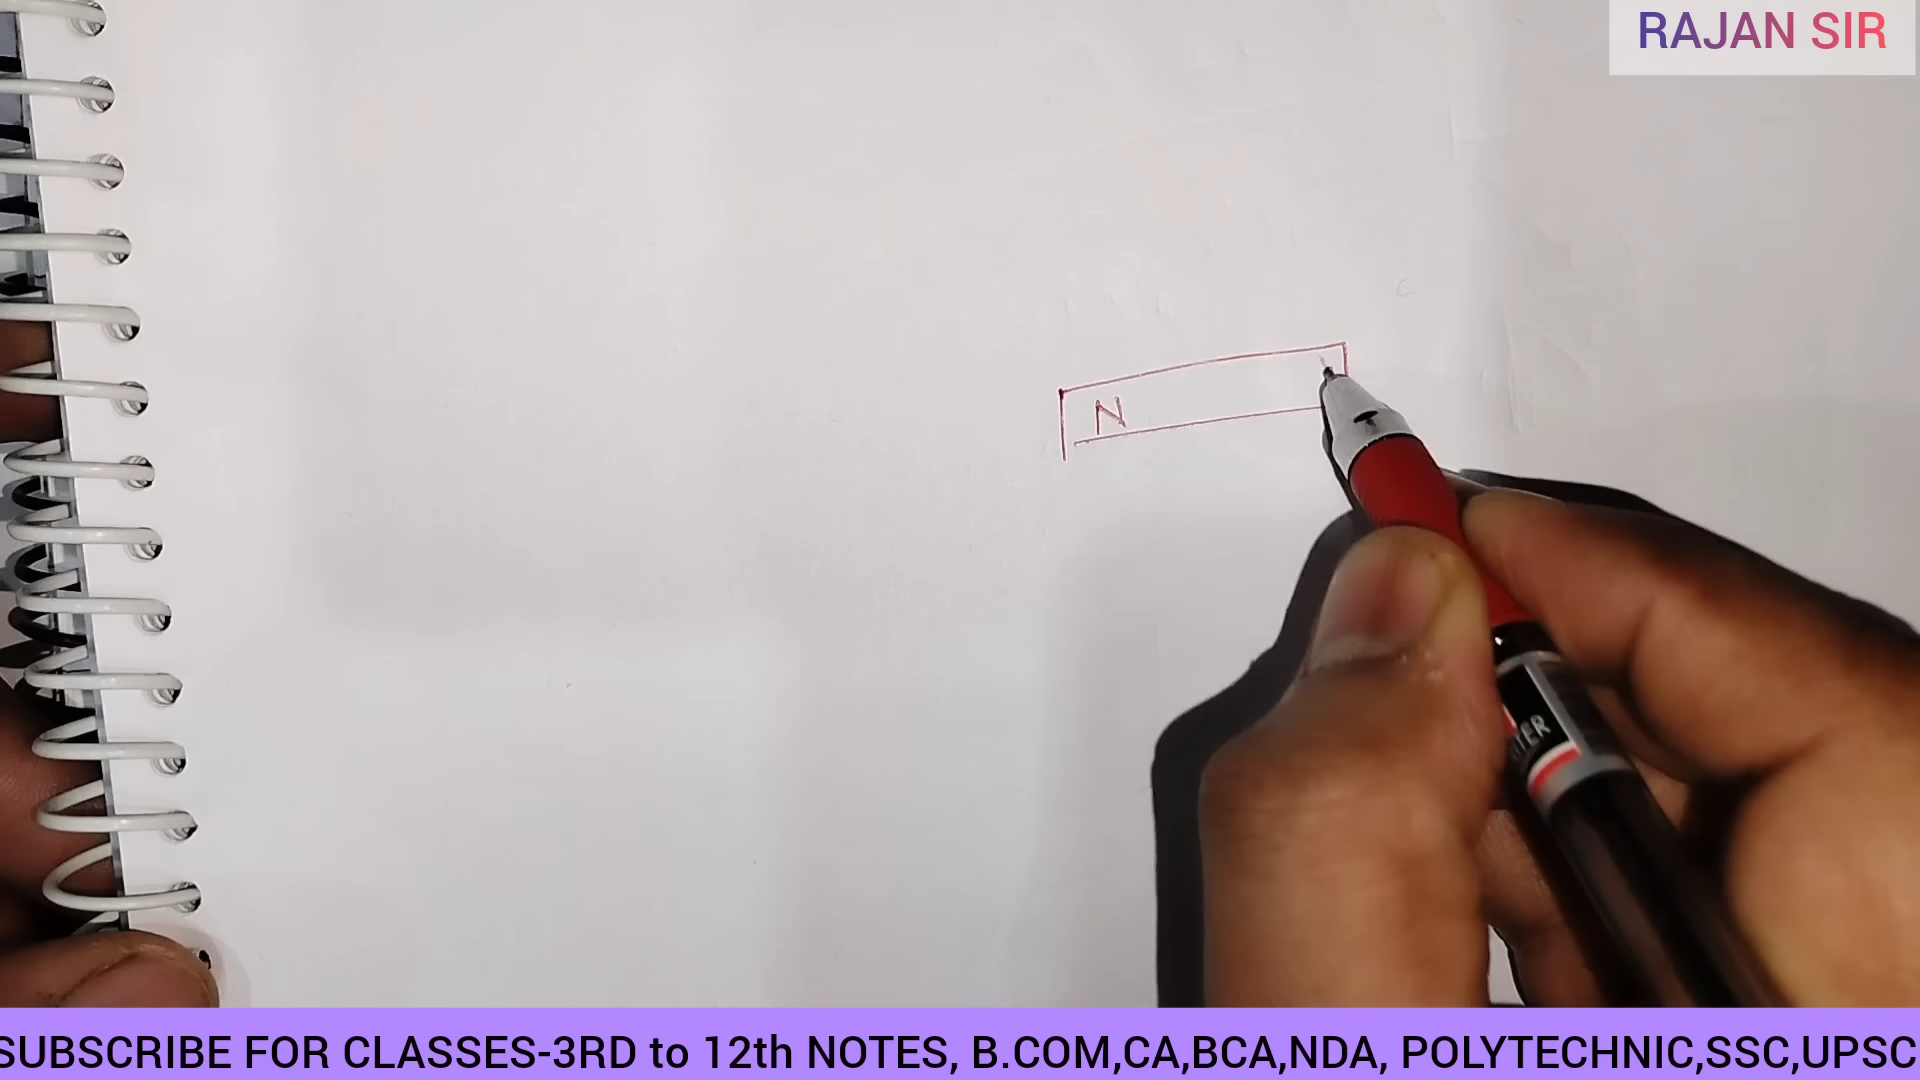 RAJAN SIR
N
SUBSCRIBE FOR CLASSES-3RD to 12th NOTES, B.COM,CA,BCA,NDA, POLYTECHNIC,SSC,UPSC